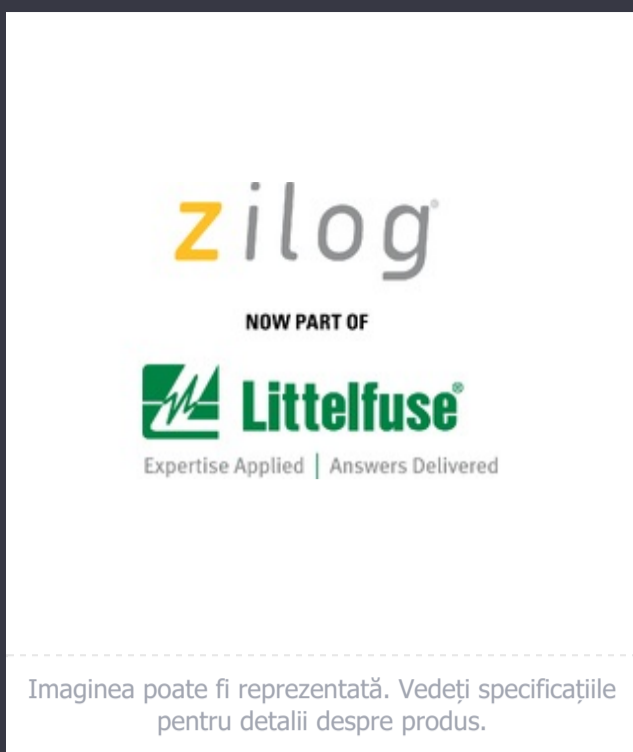 zilog®
NOW PART OF
Littelfuse®
Expertise Applied | Answers Delivered
Imaginea poate fi reprezentată. Vedeți specificațiile
pentru detalii despre produs.